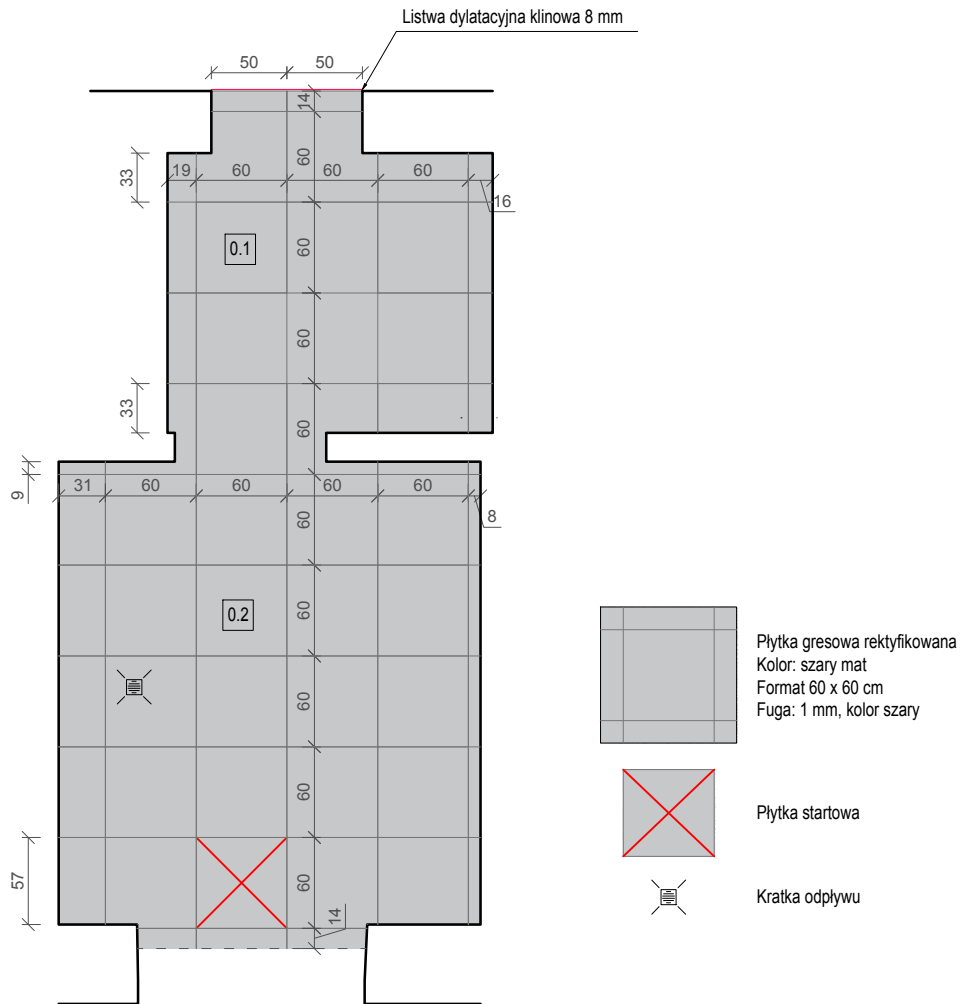 Listwa dylatacyjna klinowa 8 mm
50 50
14
60
19 60 60 60
33
16
0.1
60
60
33
60
9
31 60 60 60 60
8
60
0.2
60
60
Płytka gresowa rektyfikowana
Kolor: szary mat
Format 60 x 60 cm
Fuga: 1 mm, kolor szary
60
Płytka startowa
57
60
14
Kratka odpływu